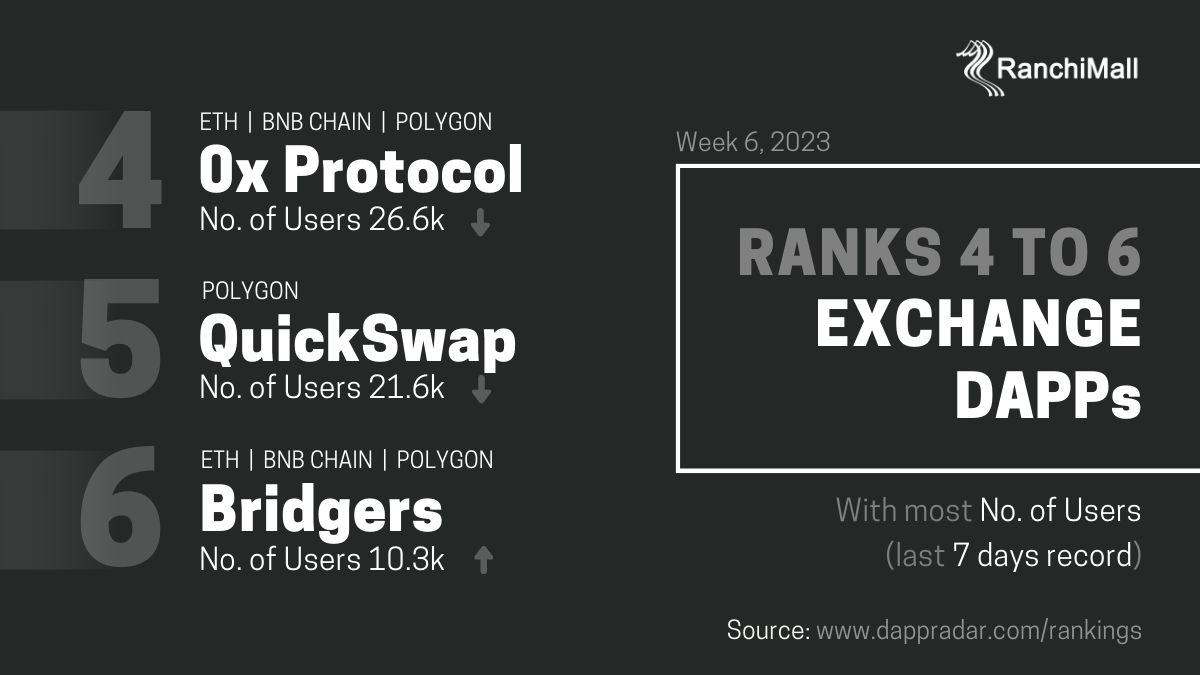 4
ETH | BNB CHAIN | POLYGON
0x Protocol
No. of Users 26.6k
5
POLYGON
QuickSwap
No. of Users 21.6k
6
ETH | BNB CHAIN | POLYGON
Bridgers
No. of Users 10.3k
RanchiMall
Week 6, 2023
RANKS 4 TO 6
EXCHANGE
DAPPs
With most No. of Users
(last 7 days record)
Source: www.dappradar.com/rankings